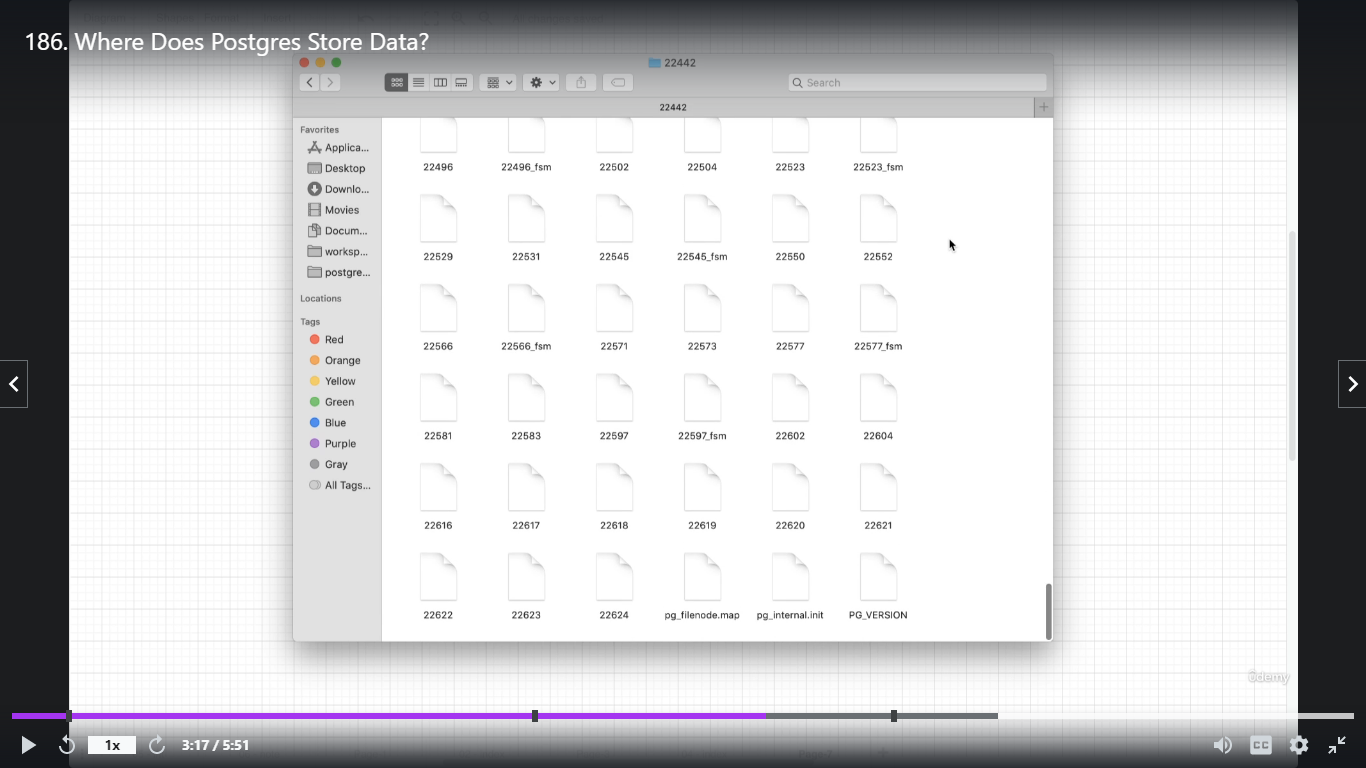 186. Where Does Postgres Store Data?
22442
Search
22442
Favorites
Applica...
Desktop
Downlo...
Movies
Docum...
worksp...
postgre...
Locations
Tags
Red
Orange
Yellow
Green
Blue
Purple
Gray
All Tags...
22496 22496_fsm 22502 22504 22523 22523_fsm
22529 22531 22545 22545_fsm 22550 22552
22566 22566_fsm 22571 22573 22577 22577_fsm
22581 22583 22597 22597_fsm 22602 22604
22616 22617 22618 22619 22620 22621
22622 22623 22624 pg_filenode.map pg_internal.init PG_VERSION
ûdemy
1x 3:17 / 5:51 CC